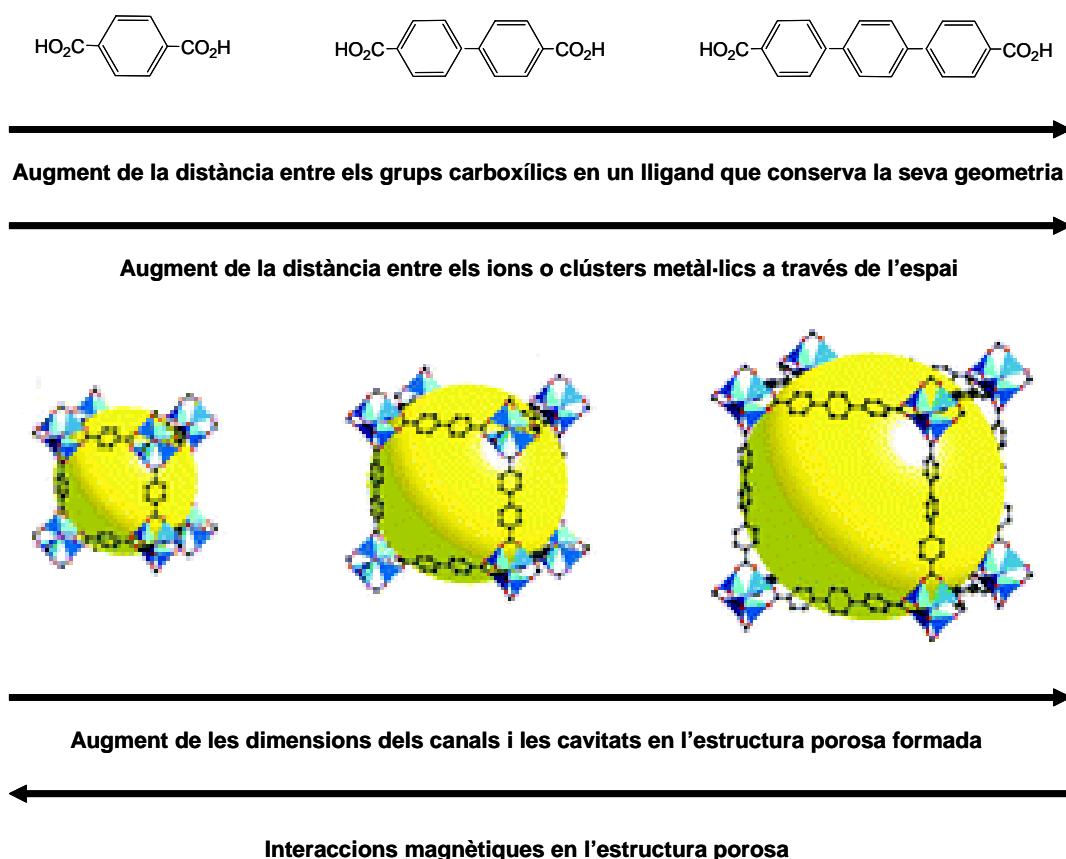 HO₂C CO₂H HO₂C CO₂H HO₂C CO₂H
Augment de la distància entre els grups carboxílics en un lligand que conserva la seva geometria
Augment de la distància entre els ions o clústers metàl·lics a través de l'espai
Augment de les dimensions dels canals i les cavitats en l'estructura porosa formada
Interaccions magnètiques en l'estructura porosa